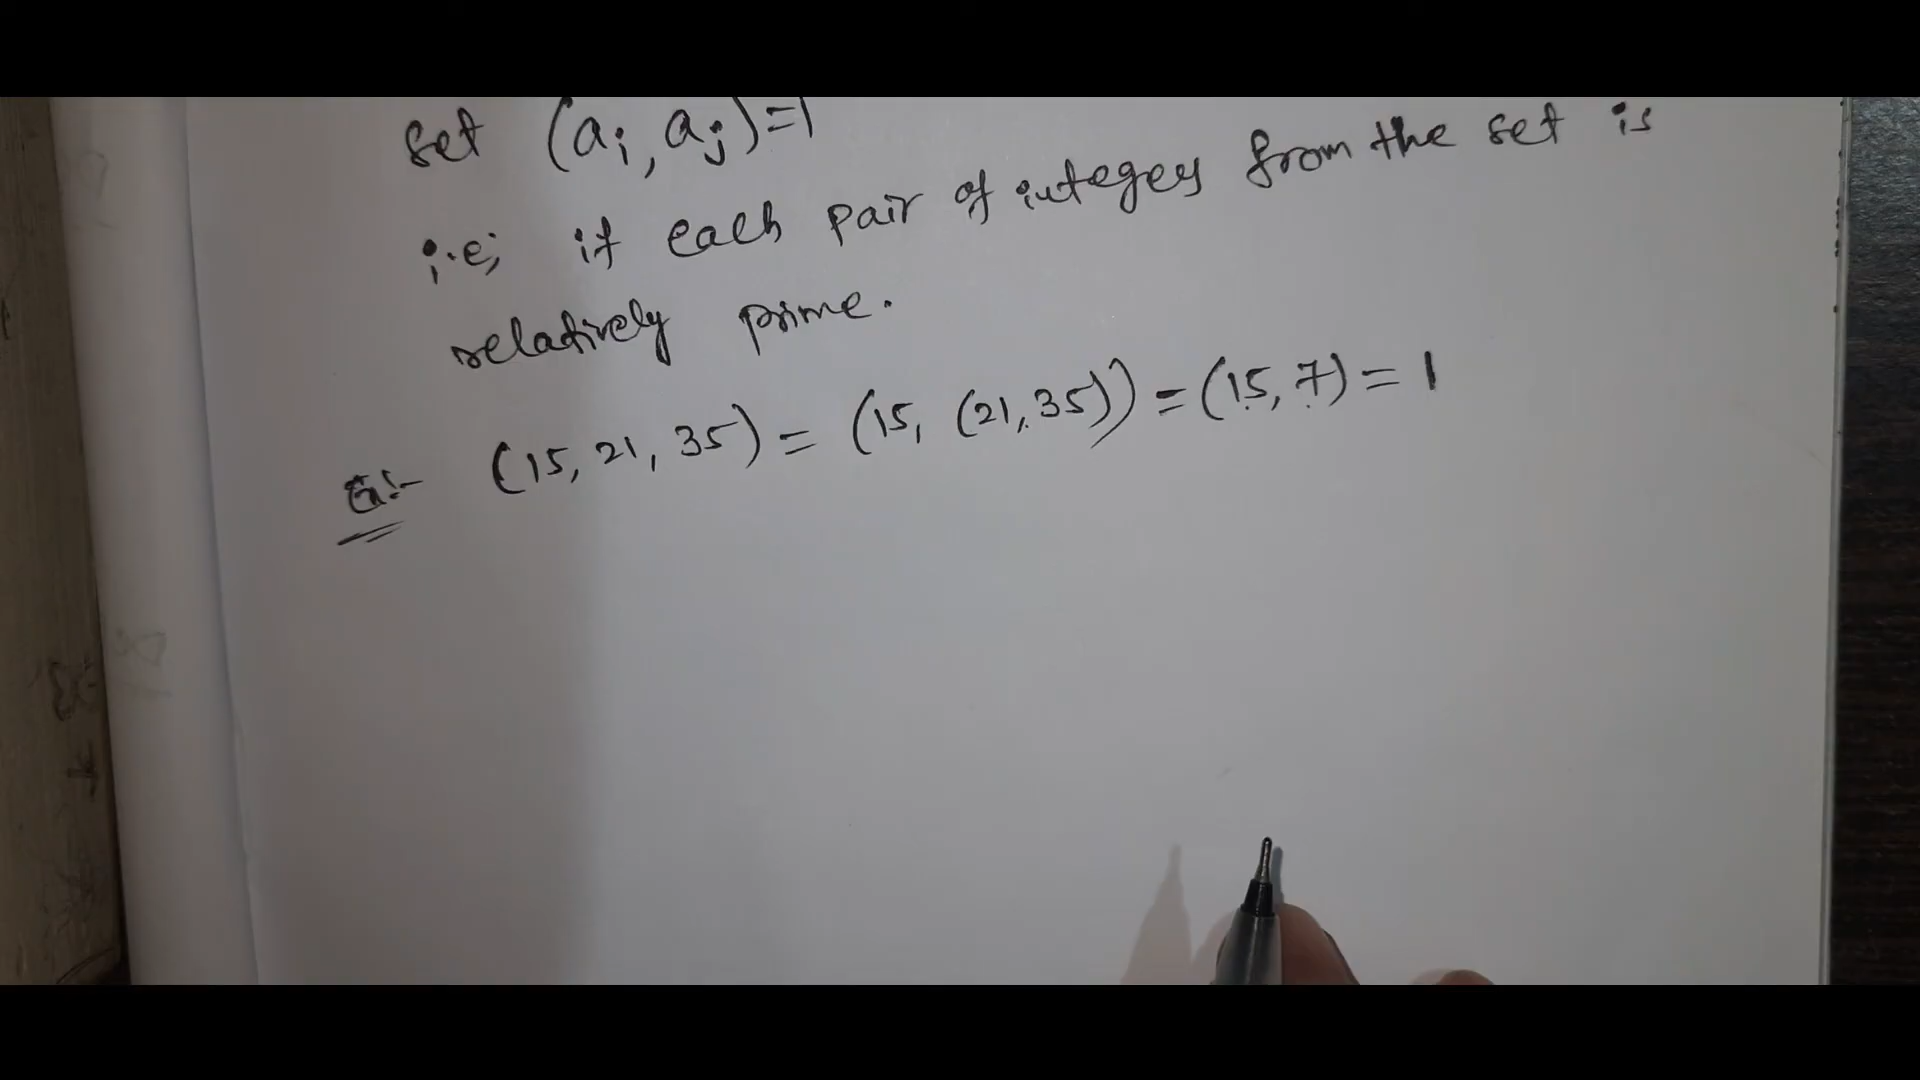 set (ai, aj)=1
i.e; if each pair of integers from the set is
relatively prime.
Ex:- (15, 21, 35) = (15, (21, 35)) = (15, 7) = 1